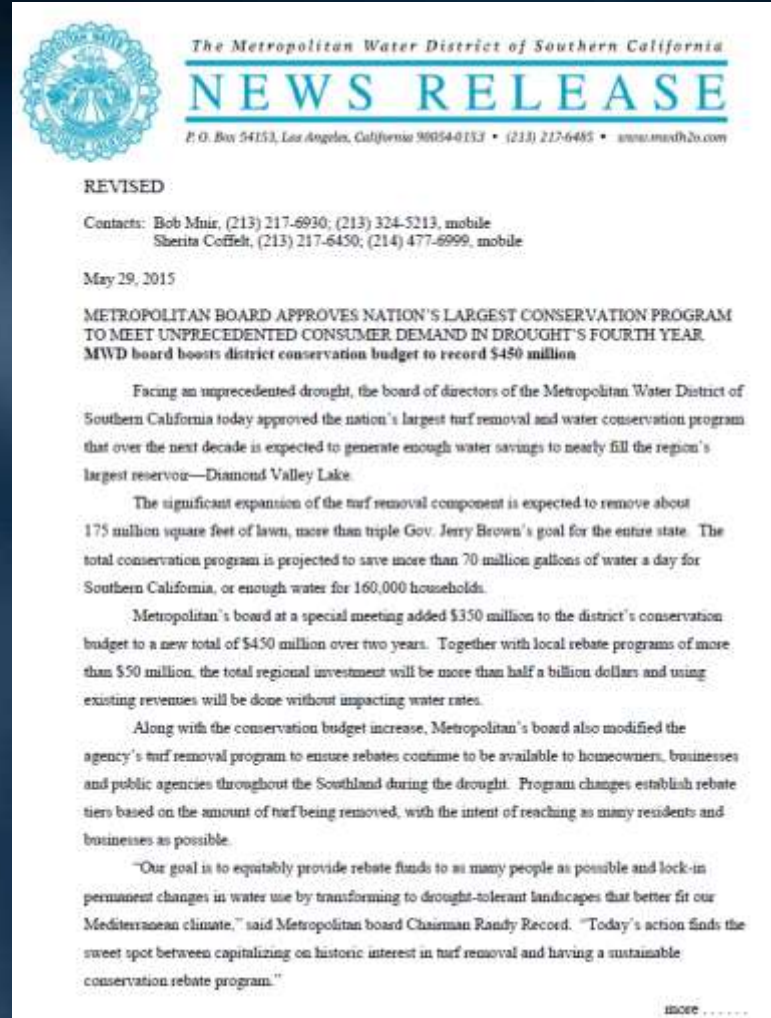 The Metropolitan Water District of Southern California
NEWS RELEASE
P. O. Box 54153, Los Angeles, California 90054-0153 • (213) 217-6485 • www.mwdh2o.com
REVISED
Contacts: Bob Muir, (213) 217-6930; (213) 324-5213, mobile
Sherita Coffelt, (213) 217-6450; (214) 477-6999, mobile
May 29, 2015
METROPOLITAN BOARD APPROVES NATION'S LARGEST CONSERVATION PROGRAM
TO MEET UNPRECEDENTED CONSUMER DEMAND IN DROUGHT'S FOURTH YEAR
MWD board boosts district conservation budget to record $450 million
Facing an unprecedented drought, the board of directors of the Metropolitan Water District of
Southern California today approved the nation's largest turf removal and water conservation program
that over the next decade is expected to generate enough water savings to nearly fill the region's
largest reservoir—Diamond Valley Lake.
The significant expansion of the turf removal component is expected to remove about
175 million square feet of lawn, more than triple Gov. Jerry Brown's goal for the entire state. The
total conservation program is projected to save more than 70 million gallons of water a day for
Southern California, or enough water for 160,000 households.
Metropolitan's board at a special meeting added $350 million to the district's conservation
budget to a new total of $450 million over two years. Together with local rebate programs of more
than $50 million, the total regional investment will be more than half a billion dollars and using
existing revenues will be done without impacting water rates.
Along with the conservation budget increase, Metropolitan's board also modified the
agency's turf removal program to ensure rebates continue to be available to homeowners, businesses
and public agencies throughout the Southland during the drought. Program changes establish rebate
tiers based on the amount of turf being removed, with the intent of reaching as many residents and
businesses as possible.
"Our goal is to equitably provide rebate funds to as many people as possible and lock-in
permanent changes in water use by transforming to drought-tolerant landscapes that better fit our
Mediterranean climate," said Metropolitan board Chairman Randy Record. "Today's action finds the
sweet spot between capitalizing on historic interest in turf removal and having a sustainable
conservation rebate program."
more . . . . . .